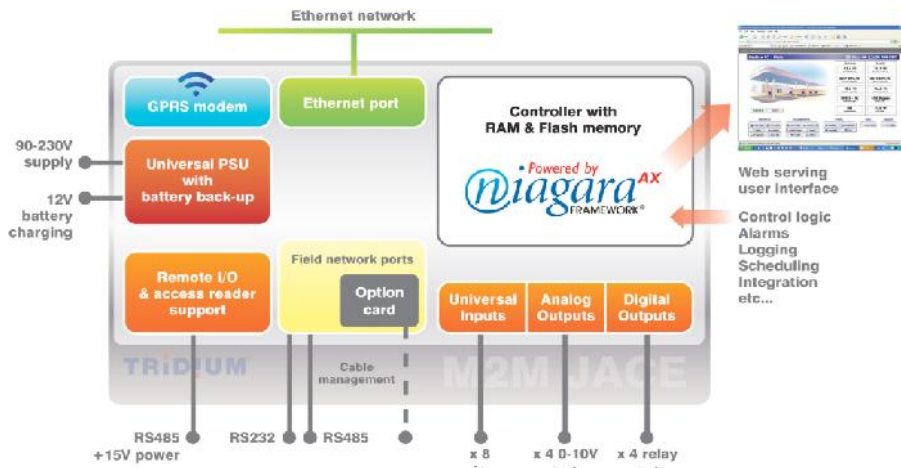 Ethernet network
GPRS modem
Ethernet port
Controller with
RAM & Flash memory
Powered by
niagara AX
FRAMEWORK®
90-230V
supply
12V
battery
charging
Universal PSU
with
battery back-up
Web serving
user interface
Control logic
Alarms
Logging
Scheduling
Integration
etc...
Remote I/O
& access reader
support
Field network ports
Option
card
Universal
Inputs
Analog
Outputs
Digital
Outputs
TRIDIUM
Cable
management
M2M JACE
RS485
+15V power
RS232
RS485
x 8
x 4 0-10V
x 4 relay